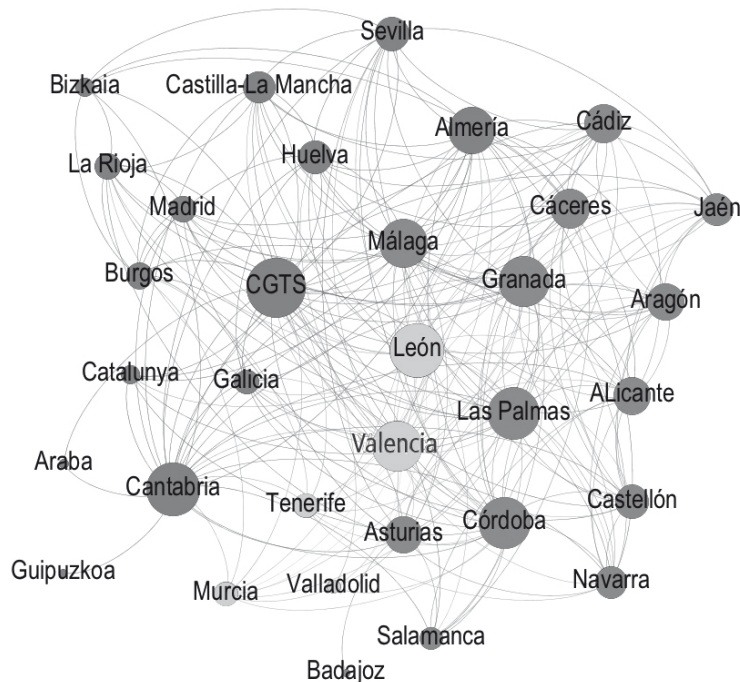 Sevilla
Bizkaia
Castilla-La Mancha
Almería
Cádiz
La Rioja
Huelva
Madrid
Cáceres
Jaén
Málaga
Burgos
CGTS
Granada
Aragón
León
Catalunya
Galicia
ALicante
Las Palmas
Valencia
Araba
Cantabria
Tenerife
Castellón
Asturias
Córdoba
Guipuzkoa
Murcia
Valladolid
Navarra
Salamanca
Badajoz